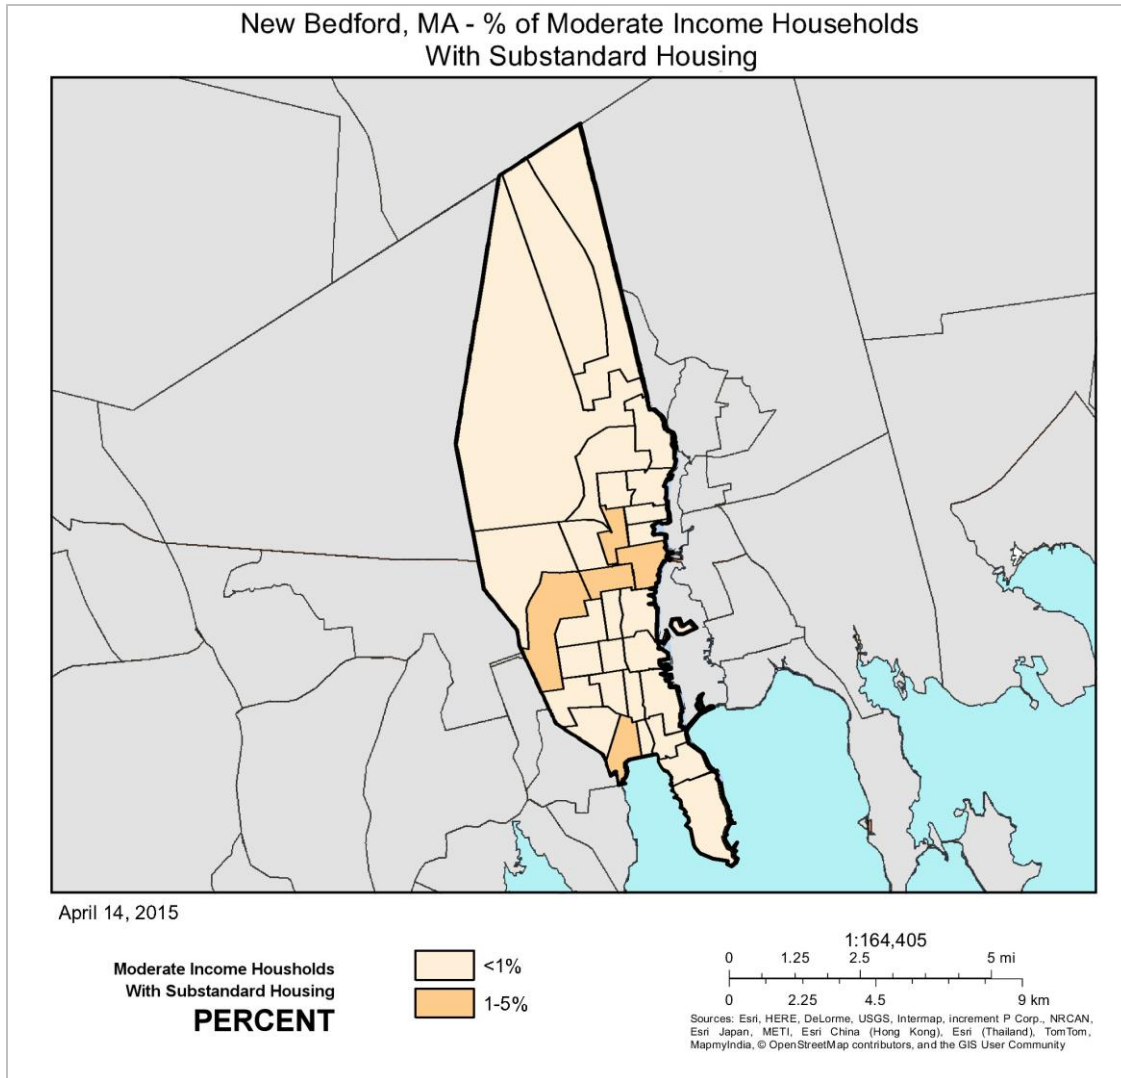 New Bedford, MA - % of Moderate Income Households
With Substandard Housing
April 14, 2015
Moderate Income Housholds
With Substandard Housing
PERCENT
<1%
1-5%
1:164,405
0 1.25 2.5 5 mi
0 2.25 4.5 9 km
Sources: Esri, HERE, DeLorme, USGS, Intermap, increment P Corp., NRCAN,
Esri Japan, METI, Esri China (Hong Kong), Esri (Thailand), TomTom,
MapmyIndia, © OpenStreetMap contributors, and the GIS User Community